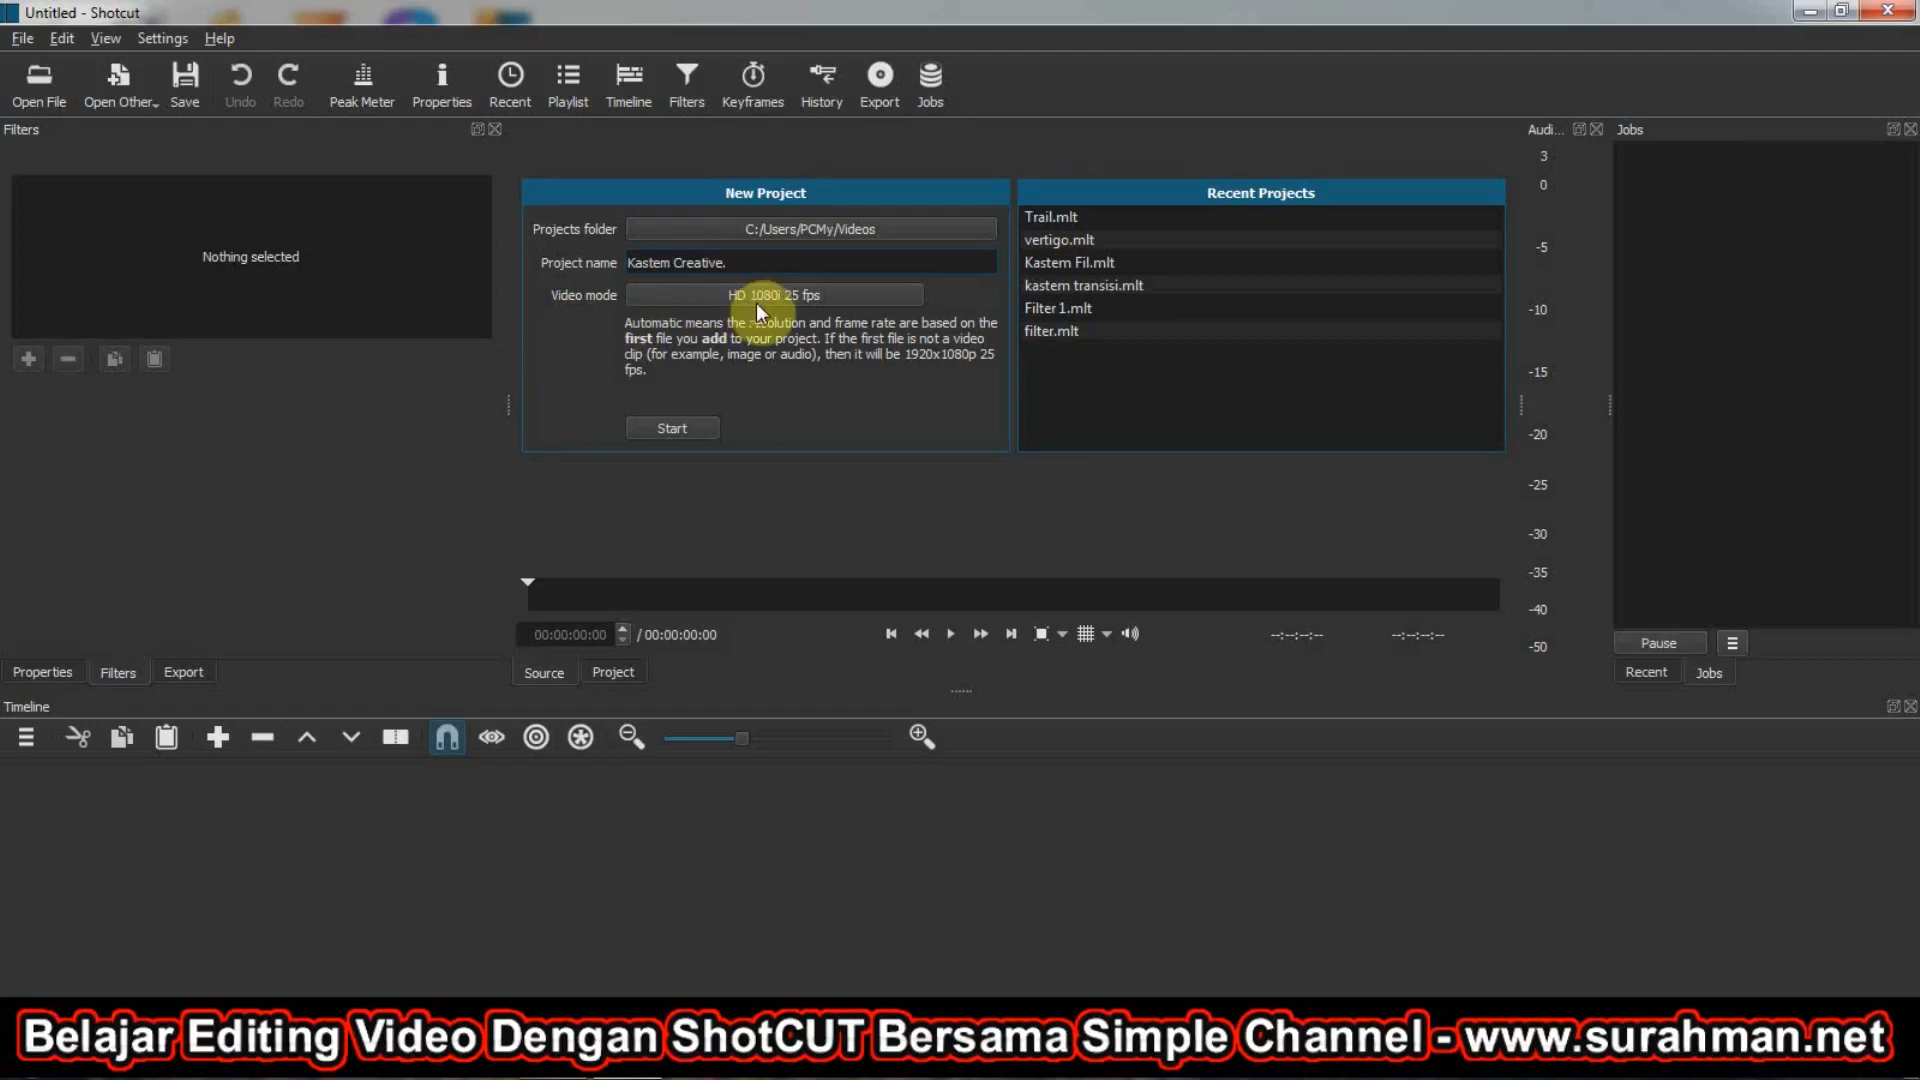 Untitled - Shotcut
File Edit View Settings Help
Open File Open Other Save Undo Redo Peak Meter Properties Recent Playlist Timeline Filters Keyframes History Export Jobs
Filters
Nothing selected
Properties Filters Export
New Project
Projects folder C:/Users/PCMy/Videos
Project name Kastem Creative.
Video mode HD 1080i 25 fps
Automatic means the resolution and frame rate are based on the
first file you add to your project. If the first file is not a video
clip (for example, image or audio), then it will be 1920x1080p 25
fps.
Start
Recent Projects
Trail.mlt
vertigo.mlt
Kastem Fil.mlt
kastem transisi.mlt
Filter1.mlt
filter.mlt
00:00:00:00 / 00:00:00:00 --:--:--:-- --:--:--:--
Source Project
Audi...
3
0
-5
-10
-15
-20
-25
-30
-35
-40
-50
Jobs
Pause
Recent Jobs
Timeline
Belajar Editing Video Dengan ShotCUT Bersama Simple Channel - www.surahman.net